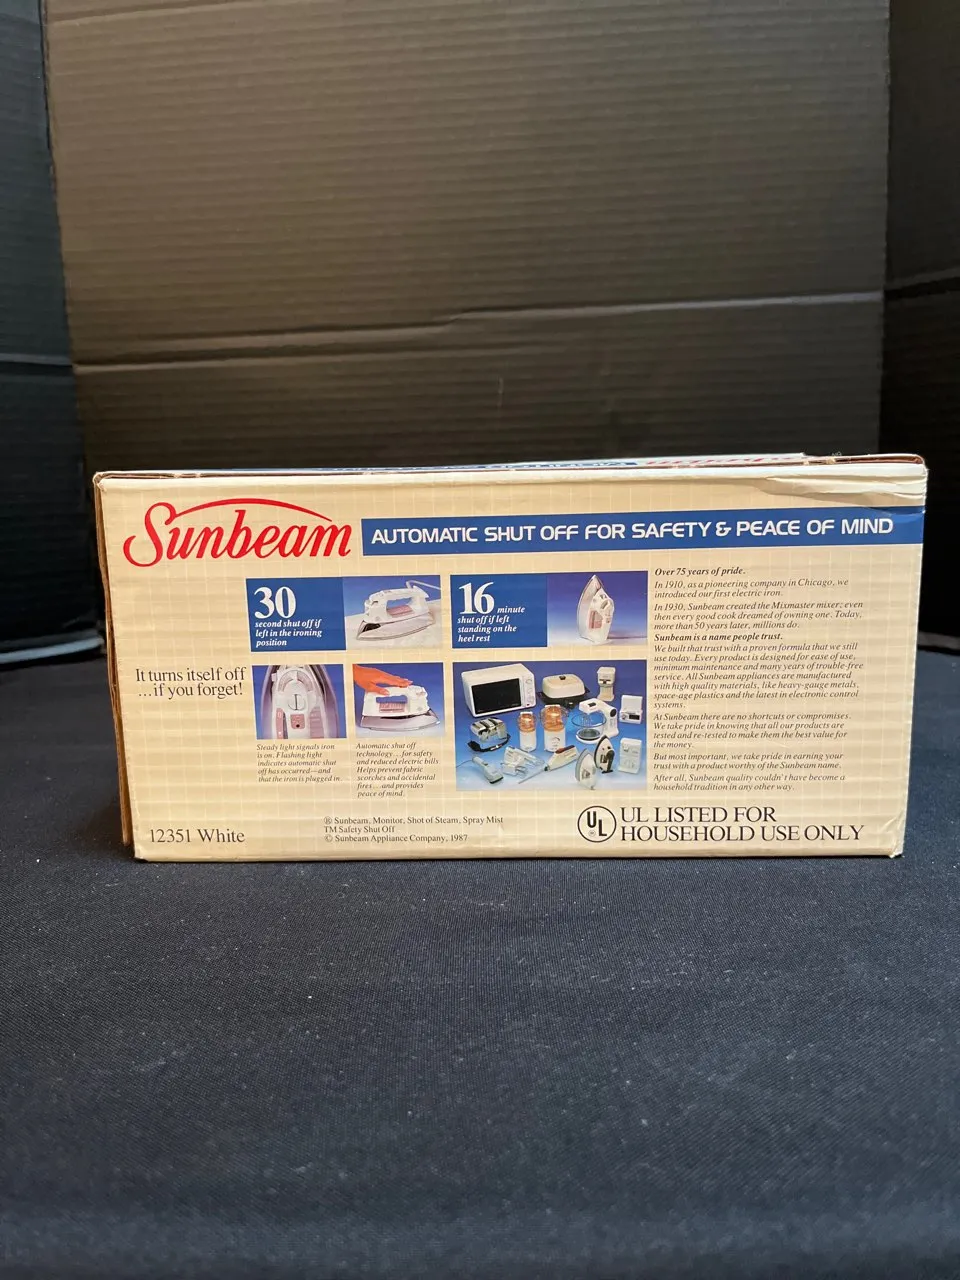 Sunbeam
AUTOMATIC SHUT OFF FOR SAFETY & PEACE OF MIND
30
second shut off if
left in the ironing
position
16 minute
shut off if left
standing on the
heel rest
It turns itself off
...if you forget!
Steady light signals iron
is on. Flashing light
indicates automatic shut
off has occurred—and
that the iron is plugged in.
Automatic shut off
technology...for safety
and reduced electric bills
Helps prevent fabric
scorches and accidental
fires...and provides
peace of mind.
Over 75 years of pride.
In 1910, as a pioneering company in Chicago, we
introduced our first electric iron.
In 1930, Sunbeam created the Mixmaster mixer; even
then every good cook dreamed of owning one. Today,
more than 50 years later, millions do.
Sunbeam is a name people trust.
We built that trust with a proven formula that we still
use today. Every product is designed for ease of use,
minimum maintenance and many years of trouble-free
service. All Sunbeam appliances are manufactured
with high quality materials, like heavy-gauge metals,
space-age plastics and the latest in electronic control
systems.
At Sunbeam there are no shortcuts or compromises.
We take pride in knowing that all our products are
tested and re-tested to make them the best value for
the money.
But most important, we take pride in earning your
trust with a product worthy of the Sunbeam name.
After all, Sunbeam quality couldn't have become a
household tradition in any other way.
12351 White
® Sunbeam, Monitor, Shot of Steam, Spray Mist
TM Safety Shut Off
© Sunbeam Appliance Company, 1987
UL
UL LISTED FOR
HOUSEHOLD USE ONLY